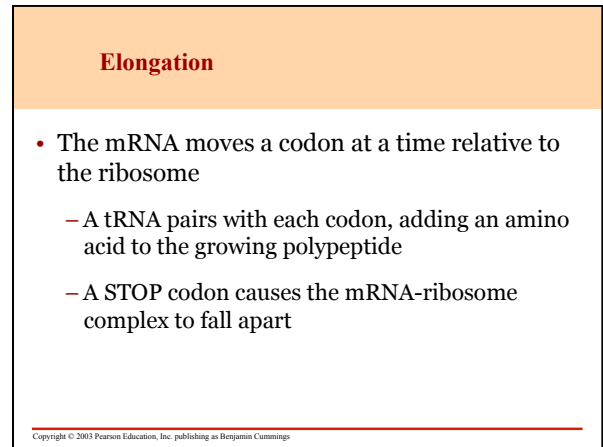 Elongation
• The mRNA moves a codon at a time relative to
the ribosome
– A tRNA pairs with each codon, adding an amino
acid to the growing polypeptide
– A STOP codon causes the mRNA-ribosome
complex to fall apart
Copyright © 2003 Pearson Education, Inc. publishing as Benjamin Cummings